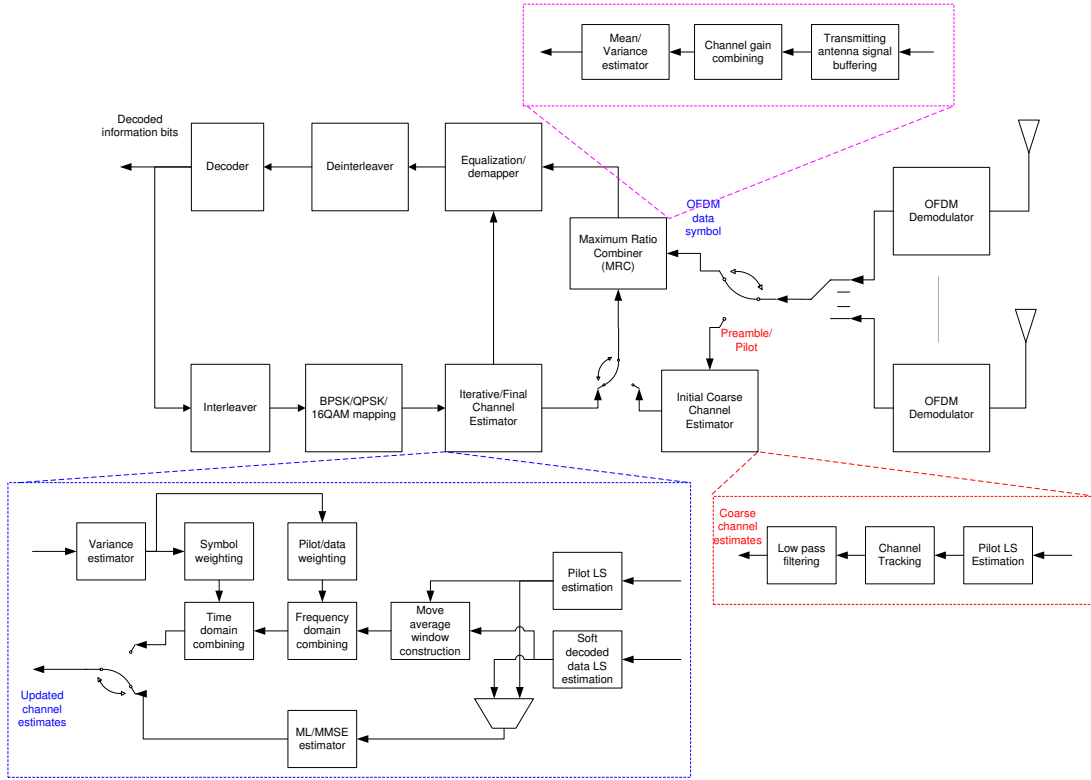 Mean/
Variance
estimator
Channel gain
combining
Transmitting
antenna signal
buffering
Decoded
information bits
Decoder
Deinterleaver
Equalization/
demapper
OFDM
data
symbol
Maximum Ratio
Combiner
(MRC)
OFDM
Demodulator
Preamble/
Pilot
Interleaver
BPSK/QPSK/
16QAM mapping
Iterative/Final
Channel
Estimator
Initial Coarse
Channel
Estimator
OFDM
Demodulator
Variance
estimator
Symbol
weighting
Pilot/data
weighting
Pilot LS
estimation
Time
domain
combining
Frequency
domain
combining
Move
average
window
construction
Soft
decoded
data LS
estimation
Updated
channel
estimates
ML/MMSE
estimator
Coarse
channel
estimates
Low pass
filtering
Channel
Tracking
Pilot LS
Estimation